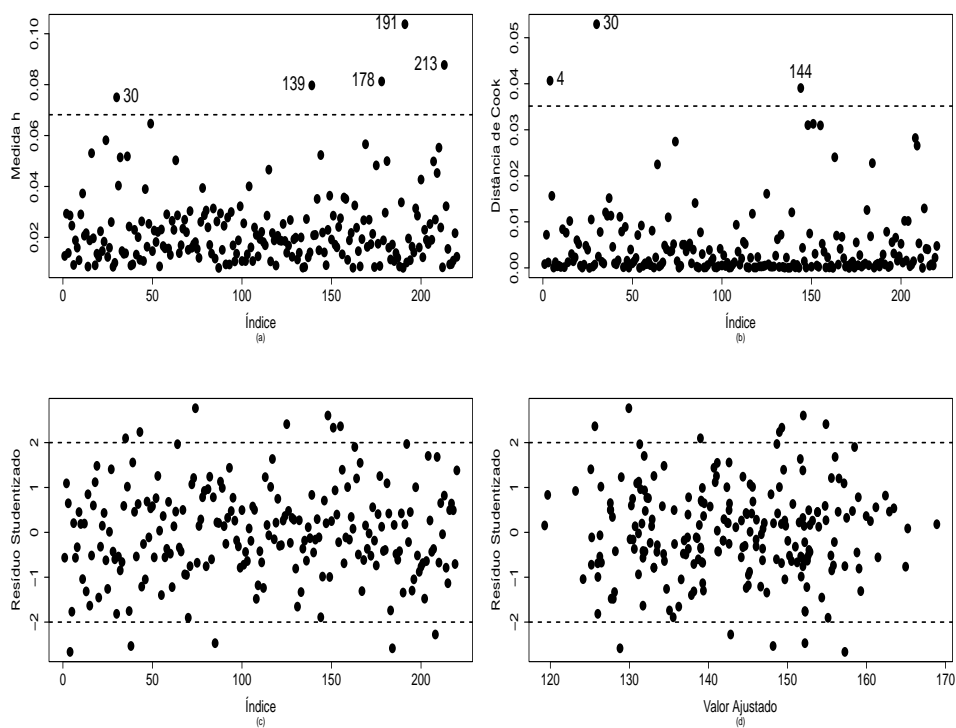 Medida h
0.02 0.04 0.06 0.08 0.10
30
139
178
191
213
0 50 100 150 200
Índice
(a)
Distância de Cook
0.00 0.01 0.02 0.03 0.04 0.05
4
30
144
0 50 100 150 200
Índice
(b)
Resíduo Studentizado
−2 −1 0 1 2
0 50 100 150 200
Índice
(c)
Resíduo Studentizado
−2 −1 0 1 2
120 130 140 150 160 170
Valor Ajustado
(d)